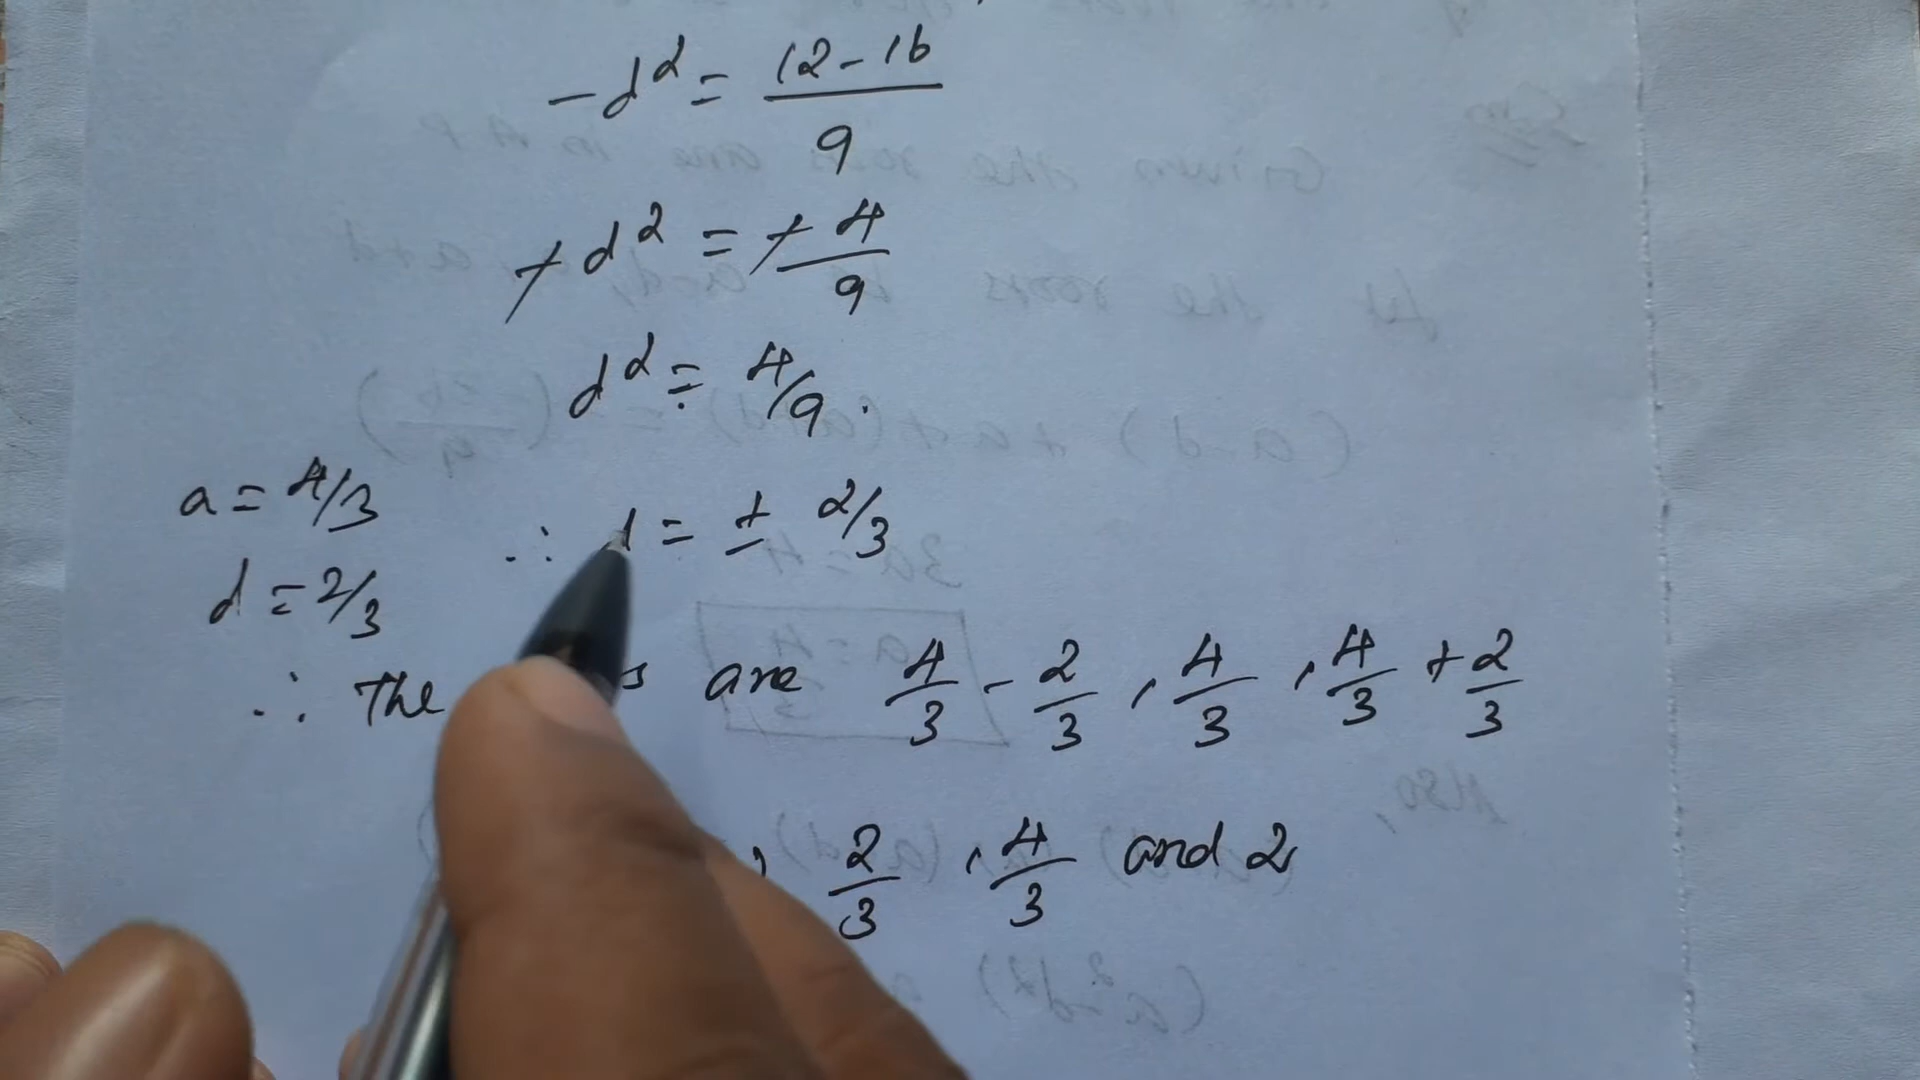 -d² = (12-16)/9
-d² = -4/9
d² = 4/9.
a = 4/3
∴ d = ± 2/3
d = 2/3
∴ The are 4/3 - 2/3, 4/3, 4/3 + 2/3
2/3, 4/3 and 2